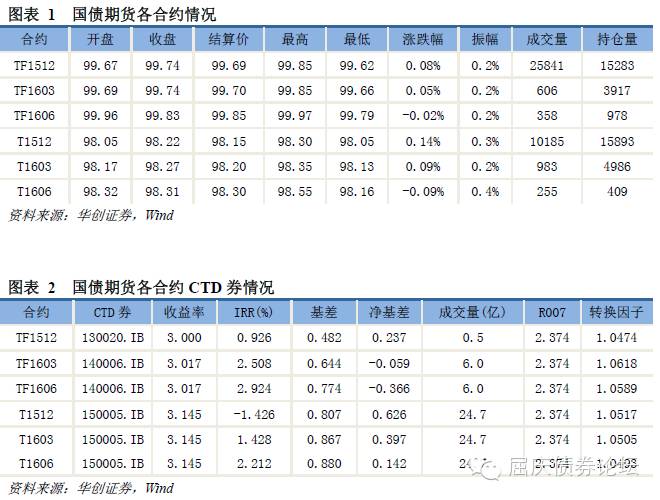 图表 1 国债期货各合约情况
合约 开盘 收盘 结算价 最高 最低 涨跌幅 振幅 成交量 持仓量
TF1512 99.67 99.74 99.69 99.85 99.62 0.08% 0.2% 25841 15283
TF1603 99.69 99.74 99.70 99.85 99.66 0.05% 0.2% 606 3917
TF1606 99.96 99.83 99.85 99.97 99.79 -0.02% 0.2% 358 978
T1512 98.05 98.22 98.15 98.30 98.05 0.14% 0.3% 10185 15893
T1603 98.17 98.27 98.20 98.35 98.13 0.09% 0.2% 983 4986
T1606 98.32 98.31 98.30 98.55 98.16 -0.09% 0.4% 255 409
资料来源：华创证券，Wind
图表 2 国债期货各合约 CTD 券情况
合约 CTD 券 收益率 IRR(%) 基差 净基差 成交量(亿) R007 转换因子
TF1512 130020.IB 3.000 0.926 0.482 0.237 0.5 2.374 1.0474
TF1603 140006.IB 3.017 2.508 0.644 -0.059 6.0 2.374 1.0618
TF1606 140006.IB 3.017 2.924 0.774 -0.366 6.0 2.374 1.0589
T1512 150005.IB 3.145 -1.426 0.807 0.626 24.7 2.374 1.0517
T1603 150005.IB 3.145 1.428 0.867 0.397 24.7 2.374 1.0505
T1606 150005.IB 3.145 2.212 0.880 0.142 2.374 1.0493
屈庆债券论坛
资料来源：华创证券，Wind